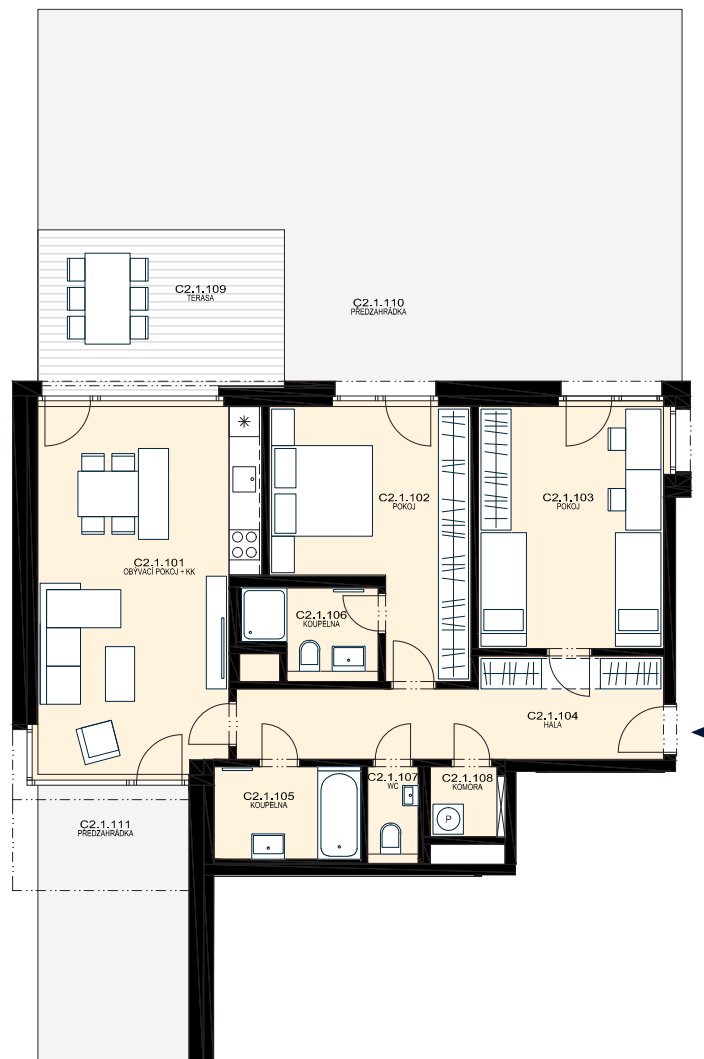 C2.1.109
TERASA
C2.1.110
PŘEDZAHRÁDKA
C2.1.102
POKOJ
C2.1.103
POKOJ
C2.1.101
OBÝVACÍ POKOJ + KK
C2.1.106
KOUPELNA
C2.1.104
HALA
C2.1.107
WC
C2.1.108
KOMORA
C2.1.105
KOUPELNA
P
C2.1.111
PŘEDZAHRÁDKA